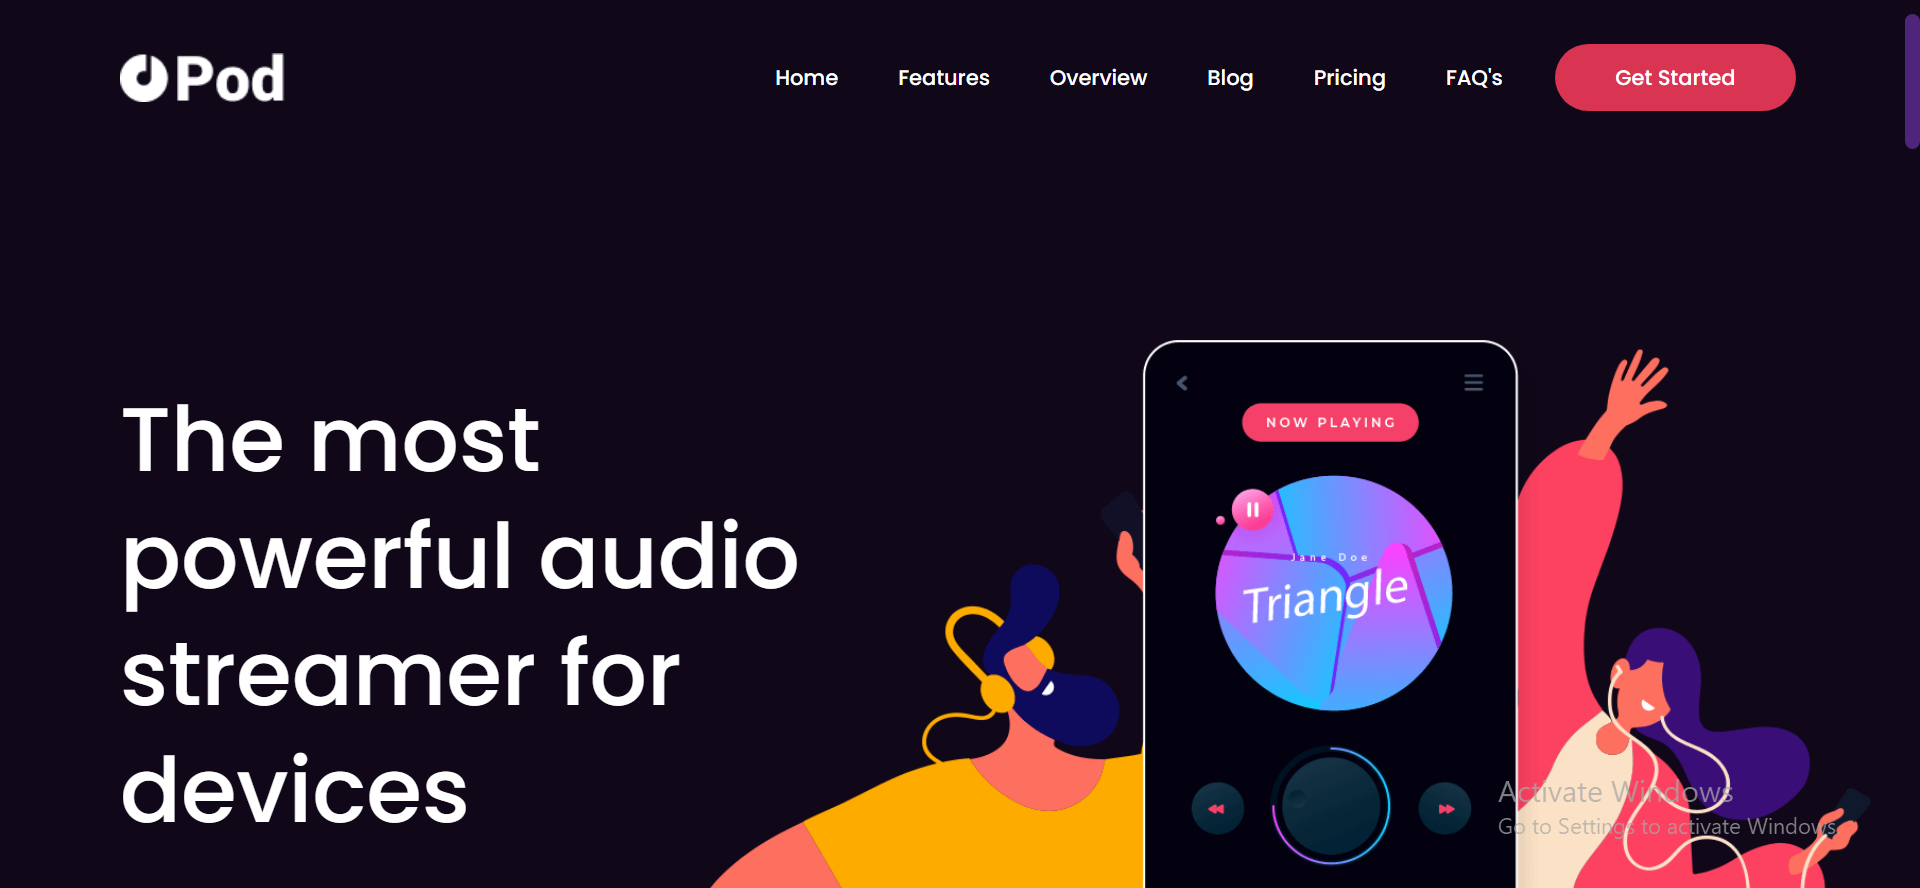 Pod
Home Features Overview Blog Pricing FAQ's Get Started
The most
powerful audio
streamer for
devices
NOW PLAYING
Jane Doe
Triangle
Activate Windows
Go to Settings to activate Windows.